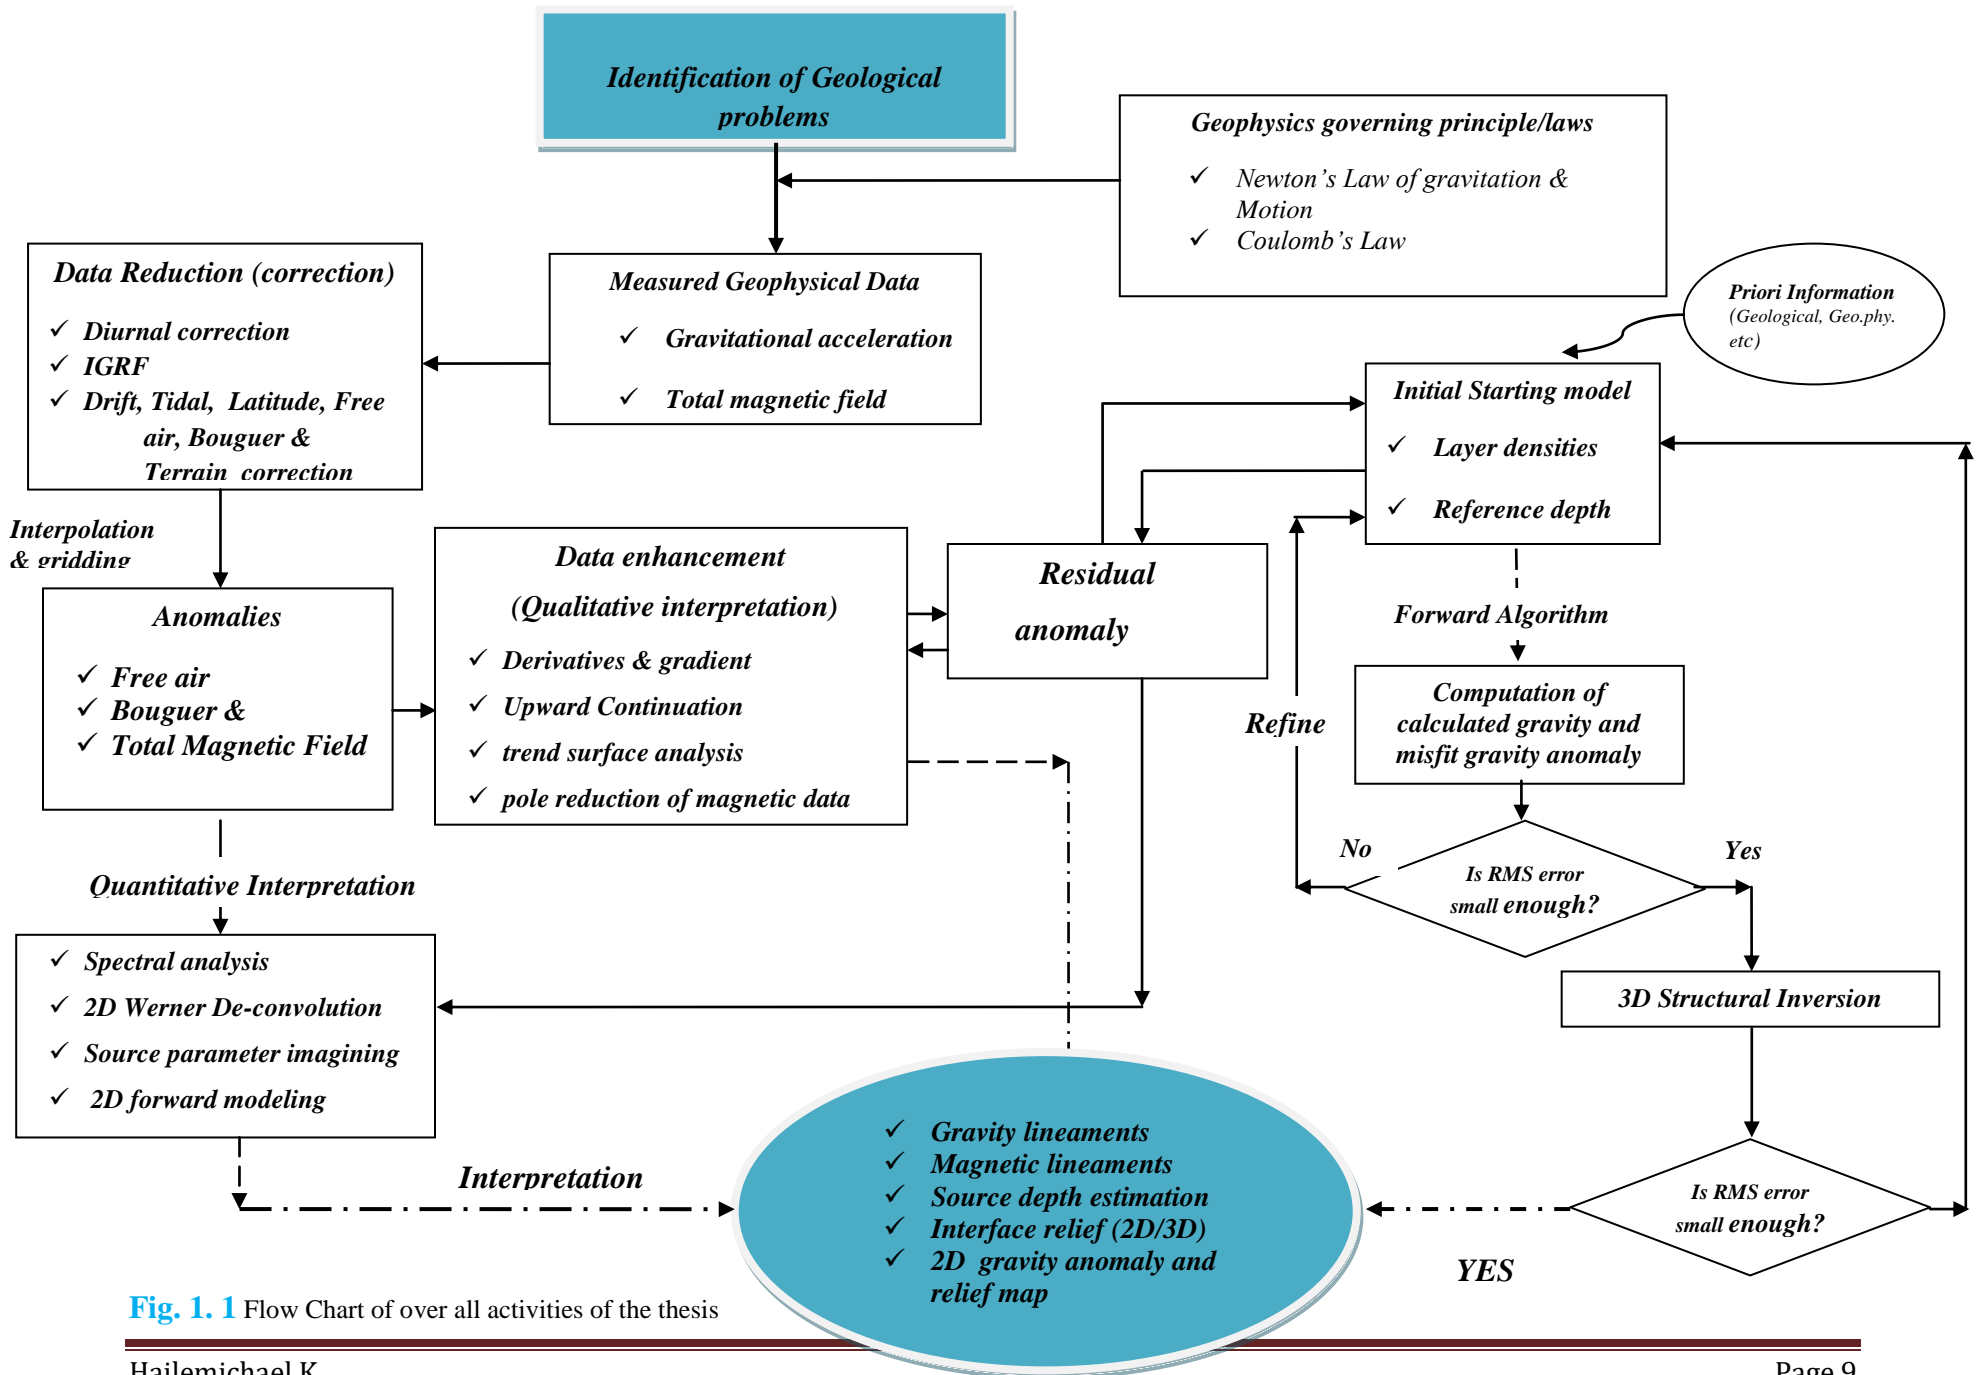 Identification of Geological
problems
Geophysics governing principle/laws
✓ Newton's Law of gravitation &
Motion
✓ Coulomb's Law
Data Reduction (correction)
✓ Diurnal correction
✓ IGRF
✓ Drift, Tidal, Latitude, Free
air, Bouguer &
Terrain correction
Measured Geophysical Data
✓ Gravitational acceleration
✓ Total magnetic field
Priori Information
(Geological, Geo.phy.
etc)
Initial Starting model
✓ Layer densities
✓ Reference depth
Interpolation
& gridding
Data enhancement
(Qualitative interpretation)
✓ Derivatives & gradient
✓ Upward Continuation
✓ trend surface analysis
✓ pole reduction of magnetic data
Residual
anomaly
Anomalies
✓ Free air
✓ Bouguer &
✓ Total Magnetic Field
Forward Algorithm
Computation of
calculated gravity and
misfit gravity anomaly
Refine
No
Yes
Is RMS error
small enough?
Quantitative Interpretation
✓ Spectral analysis
✓ 2D Werner De-convolution
✓ Source parameter imagining
✓ 2D forward modeling
3D Structural Inversion
Interpretation
✓ Gravity lineaments
✓ Magnetic lineaments
✓ Source depth estimation
✓ Interface relief (2D/3D)
✓ 2D gravity anomaly and
relief map
Is RMS error
small enough?
YES
Fig. 1. 1 Flow Chart of over all activities of the thesis
Hailemichael K
Page 9